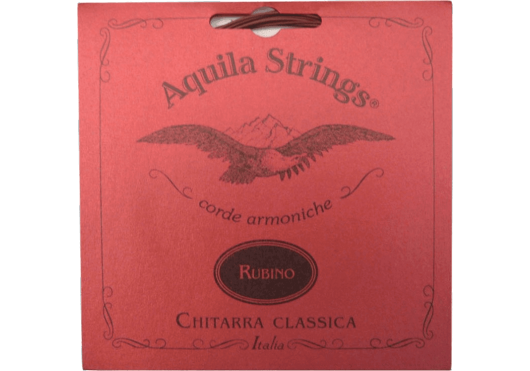 Aquila Strings®
corde armoniche
RUBINO
CHITARRA CLASSICA
Italia